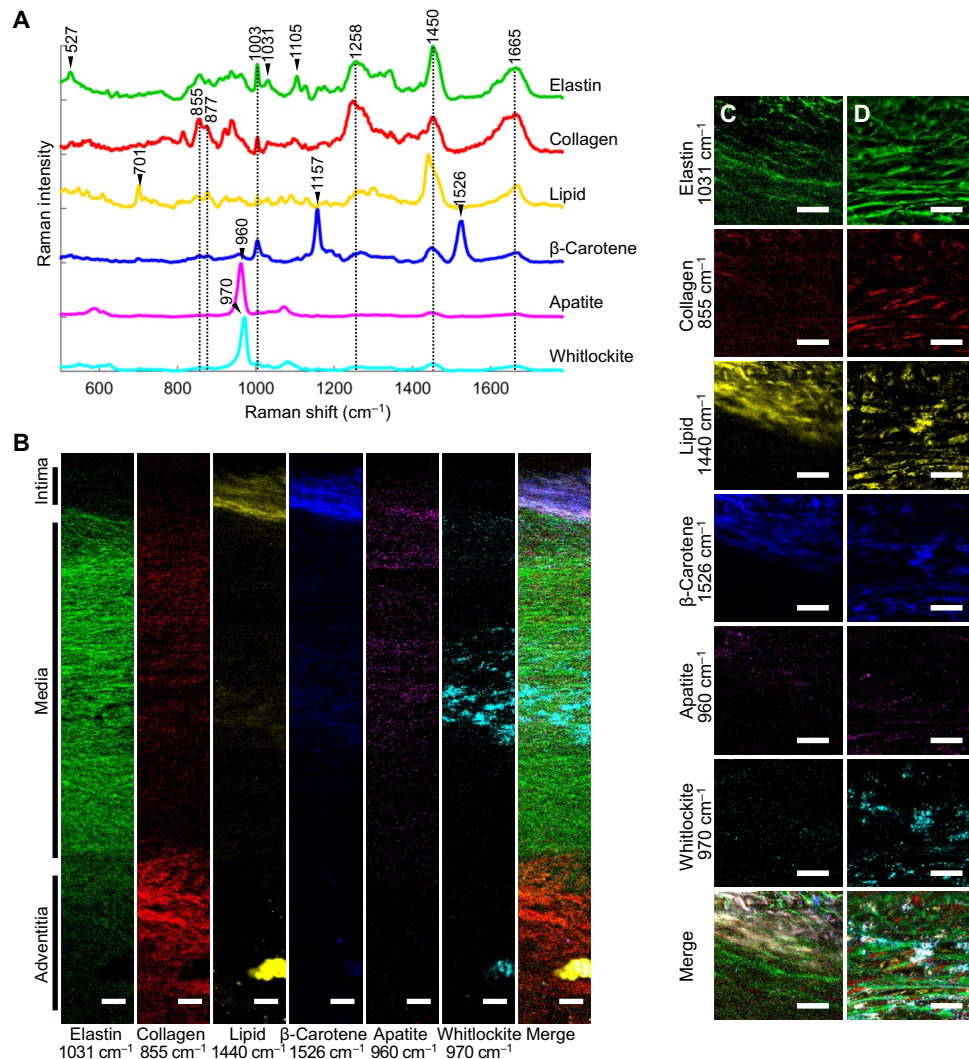 A
527
855
877
1003
1031
1105
1258
1450
1665
Elastin
Collagen
701
Lipid
1157
1526
960
β-Carotene
970
Apatite
Whitlockite
Raman intensity
600 800 1000 1200 1400 1600
Raman shift (cm⁻¹)
B
Intima
Media
Adventitia
Elastin Collagen Lipid β-Carotene Apatite Whitlockite Merge
1031 cm⁻¹ 855 cm⁻¹ 1440 cm⁻¹ 1526 cm⁻¹ 960 cm⁻¹ 970 cm⁻¹
C D
Elastin
1031 cm⁻¹
Collagen
855 cm⁻¹
Lipid
1440 cm⁻¹
β-Carotene
1526 cm⁻¹
Apatite
960 cm⁻¹
Whitlockite
970 cm⁻¹
Merge